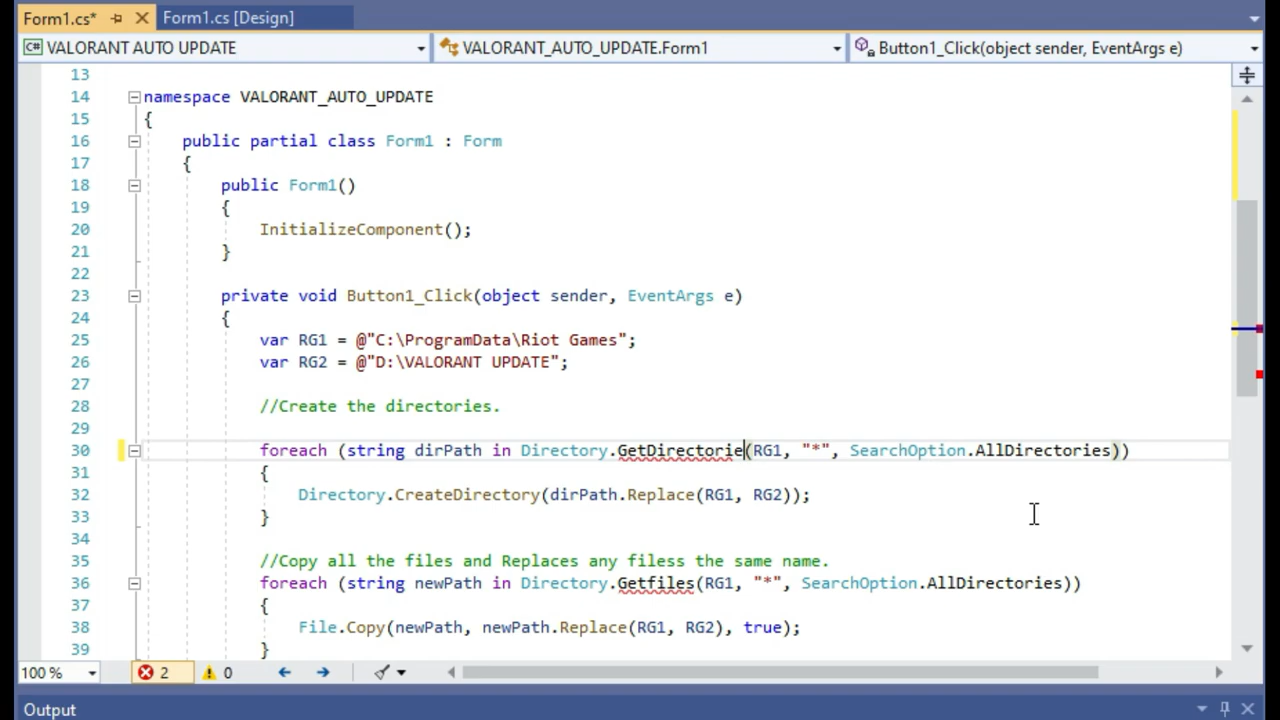 Form1.cs*
Form1.cs [Design]
C# VALORANT AUTO UPDATE
VALORANT_AUTO_UPDATE.Form1
Button1_Click(object sender, EventArgs e)
13
14 namespace VALORANT_AUTO_UPDATE
15 {
16 public partial class Form1 : Form
17 {
18 public Form1()
19 {
20 InitializeComponent();
21 }
22
23 private void Button1_Click(object sender, EventArgs e)
24 {
25 var RG1 = @"C:\ProgramData\Riot Games";
26 var RG2 = @"D:\VALORANT UPDATE";
27
28 //Create the directories.
29
30 foreach (string dirPath in Directory.GetDirectorie(RG1, "*", SearchOption.AllDirectories))
31 {
32 Directory.CreateDirectory(dirPath.Replace(RG1, RG2));
33 }
34
35 //Copy all the files and Replaces any filess the same name.
36 foreach (string newPath in Directory.Getfiles(RG1, "*", SearchOption.AllDirectories))
37 {
38 File.Copy(newPath, newPath.Replace(RG1, RG2), true);
39 }
100 % 2 0
Output